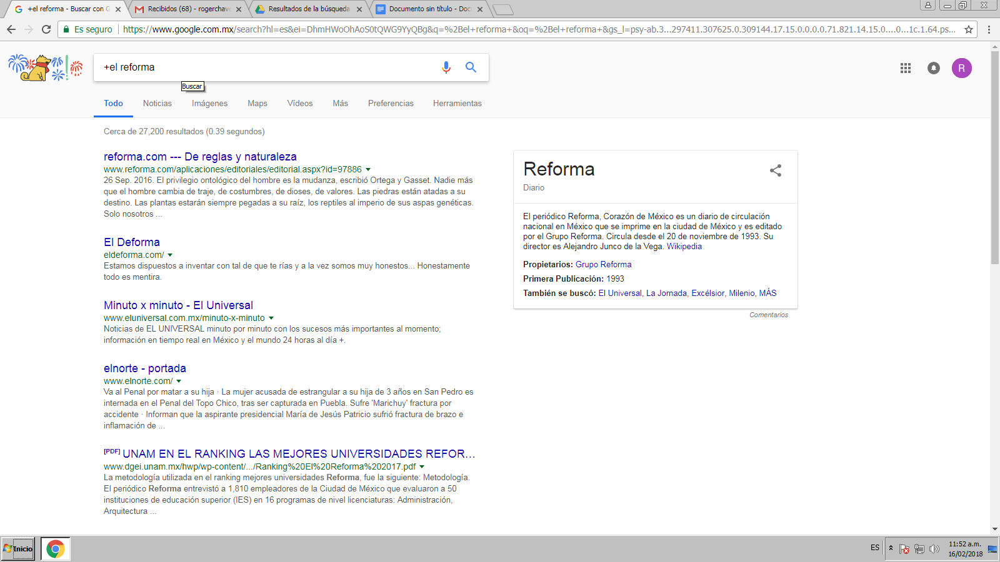 +el reforma - Buscar con G
Recibidos (68) - rogerchave
Resultados de la búsqueda
Documento sin título - Doc
Es seguro
https://www.google.com.mx/search?hl=es&ei=DhmHWoOhAoS0tQWG9YyQBg&q=%2Bel+reforma+&oq=%2Bel+reforma+&gs_l=psy-ab.3...297411.307625.0.309144.17.15.0.0.0.0.71.821.14.15.0....0...1c.1.64.ps...
+el reforma
R
Buscar
Todo
Noticias
Imágenes
Maps
Vídeos
Más
Preferencias
Herramientas
Cerca de 27,200 resultados (0.39 segundos)
reforma.com --- De reglas y naturaleza
www.reforma.com/aplicaciones/editoriales/editorial.aspx?id=97886
26 Sep. 2016. El privilegio ontológico del hombre es la mudanza, escribió Ortega y Gasset. Nadie más
que el hombre cambia de traje, de costumbres, de dioses, de valores. Las piedras están atadas a su
destino. Las plantas estarán siempre pegadas a su raíz, los reptiles al imperio de sus aspas genéticas.
Solo nosotros ...
El Deforma
eldeforma.com/
Estamos dispuestos a inventar con tal de que te rías y a la vez somos muy honestos... Honestamente
todo es mentira.
Minuto x minuto - El Universal
www.eluniversal.com.mx/minuto-x-minuto
Noticias de EL UNIVERSAL minuto por minuto con los sucesos más importantes al momento;
información en tiempo real en México y el mundo 24 horas al día +.
elnorte - portada
www.elnorte.com/
Va al Penal por matar a su hija · La mujer acusada de estrangular a su hija de 3 años en San Pedro es
internada en el Penal del Topo Chico, tras ser capturada en Puebla. Sufre 'Marichuy' fractura por
accidente · Informan que la aspirante presidencial María de Jesús Patricio sufrió fractura de brazo e
inflamación de ...
[PDF] UNAM EN EL RANKING LAS MEJORES UNIVERSIDADES REFOR...
www.dgei.unam.mx/hwp/wp-content/.../Ranking%20El%20Reforma%202017.pdf
La metodología utilizada en el ranking mejores universidades Reforma, fue la siguiente: Metodología.
El periódico Reforma entrevistó a 1,810 empleadores de la Ciudad de México que evaluaron a 50
instituciones de educación superior (IES) en 16 programas de nivel licenciaturas: Administración,
Arquitectura ...
Reforma
Diario
El periódico Reforma, Corazón de México es un diario de circulación
nacional en México que se imprime en la ciudad de México y es editado
por el Grupo Reforma. Circula desde el 20 de noviembre de 1993. Su
director es Alejandro Junco de la Vega. Wikipedia
Propietarios: Grupo Reforma
Primera Publicación: 1993
También se buscó: El Universal, La Jornada, Excélsior, Milenio, MÁS
Comentarios
Inicio
ES
11:52 a.m.
16/02/2018